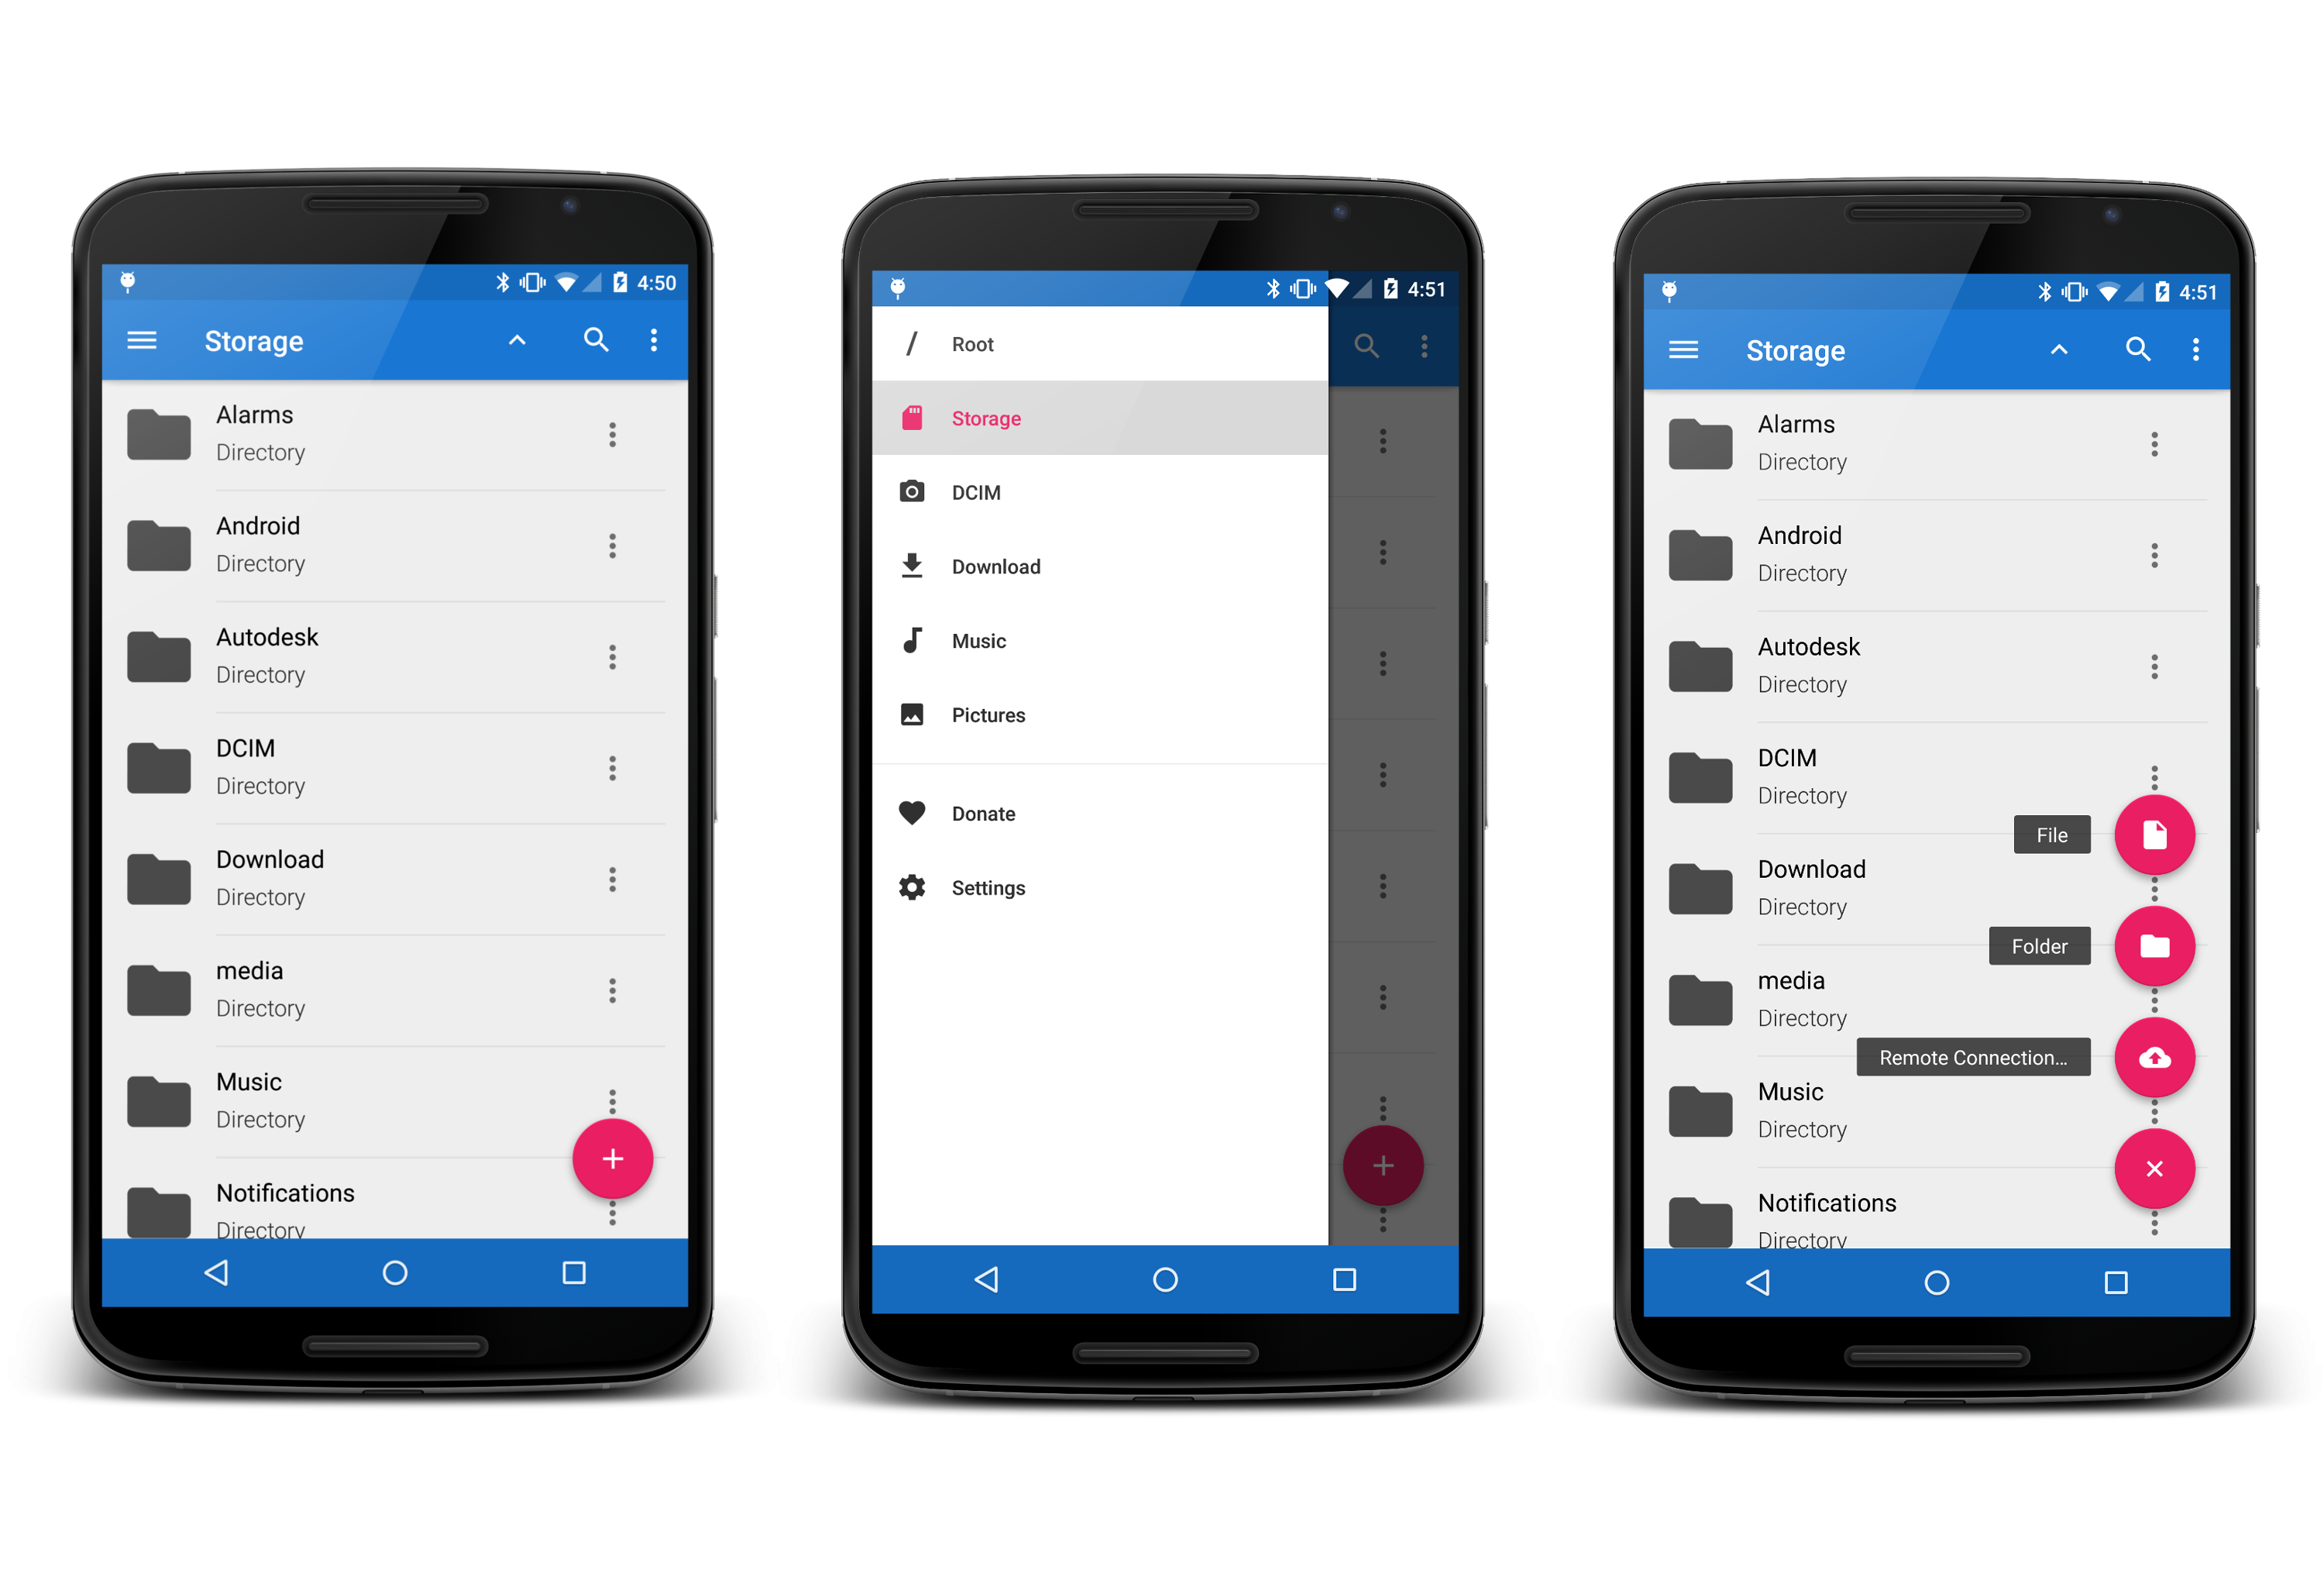 4:50
Storage
Alarms
Directory
Android
Directory
Autodesk
Directory
DCIM
Directory
Download
Directory
media
Directory
Music
Directory
Notifications
Directory
4:51
/ Root
Storage
DCIM
Download
Music
Pictures
Donate
Settings
4:51
Storage
Alarms
Directory
Android
Directory
Autodesk
Directory
DCIM
Directory
File
Download
Directory
Folder
media
Directory
Remote Connection...
Music
Directory
Notifications
Directory